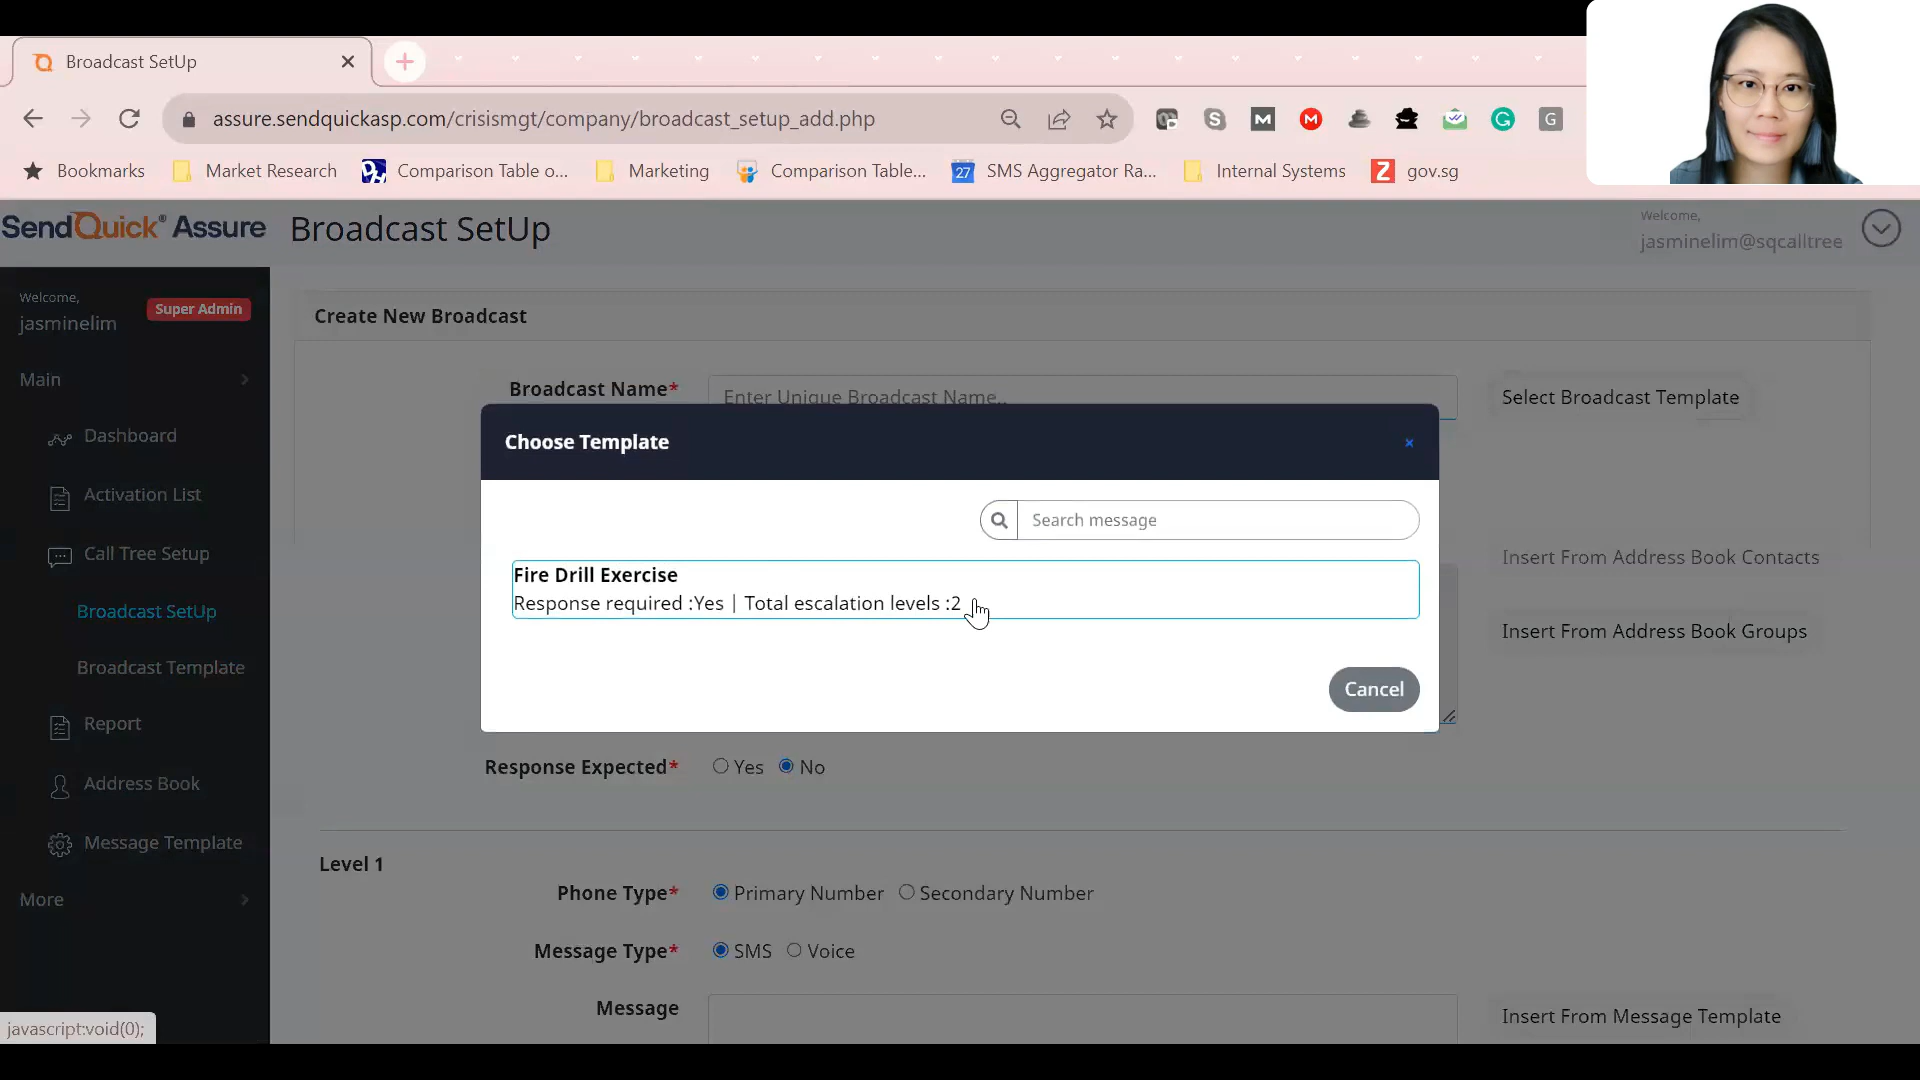 Broadcast SetUp
assure.sendquickasp.com/crisismgt/company/broadcast_setup_add.php
Bookmarks
Market Research
Comparison Table o...
Marketing
Comparison Table...
27
SMS Aggregator Ra...
Internal Systems
gov.sg
SendQuick® Assure
Broadcast SetUp
Welcome,
jasminelim@sqcalltree
Welcome,
jasminelim
Super Admin
Main
Dashboard
Activation List
Call Tree Setup
Broadcast SetUp
Broadcast Template
Report
Address Book
Message Template
More
Create New Broadcast
Broadcast Name*
Enter Unique Broadcast Name..
Select Broadcast Template
Choose Template
×
Search message
Fire Drill Exercise
Response required :Yes | Total escalation levels :2
Cancel
Insert From Address Book Contacts
Insert From Address Book Groups
Response Expected*
Yes
No
Level 1
Phone Type*
Primary Number
Secondary Number
Message Type*
SMS
Voice
Message
Insert From Message Template
javascript:void(0);